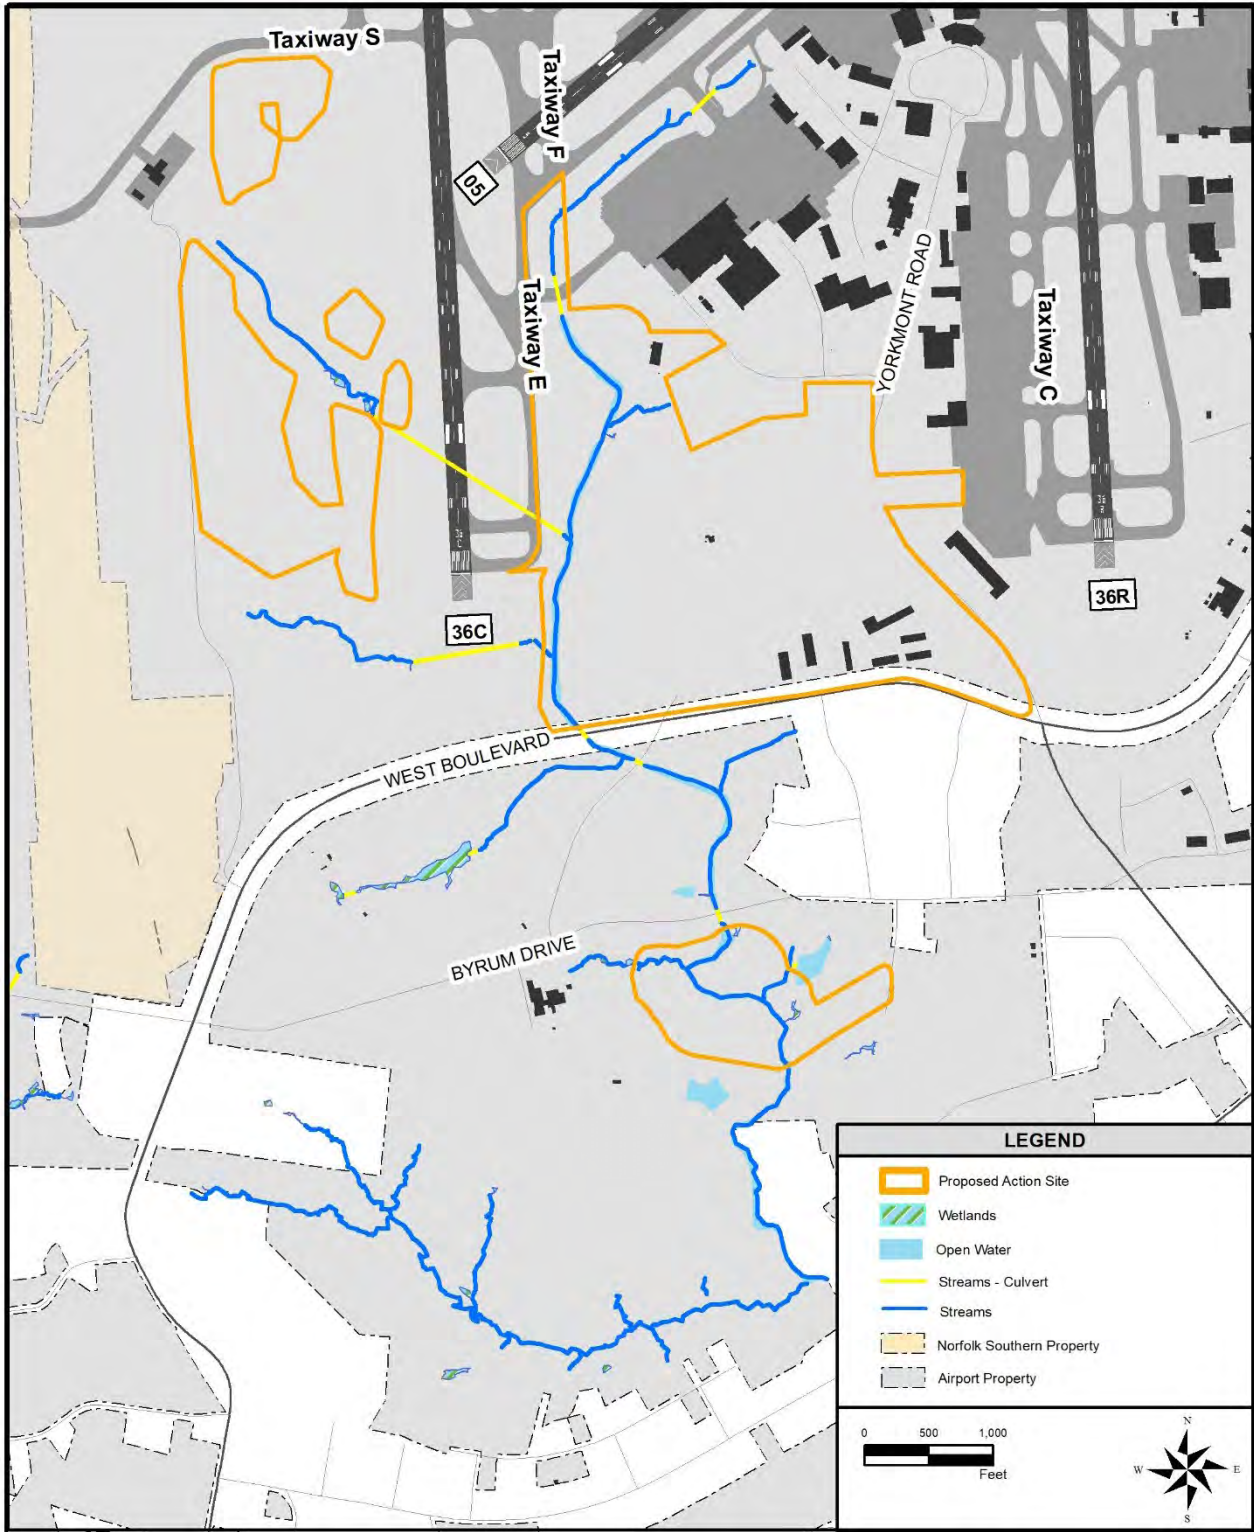 Taxiway S
Taxiway F
05
Taxiway E
YORKMONT ROAD
Taxiway C
36C
36R
WEST BOULEVARD
BYRUM DRIVE
LEGEND
Proposed Action Site
Wetlands
Open Water
Streams - Culvert
Streams
Norfolk Southern Property
Airport Property
0 500 1,000
Feet
N
W E
S